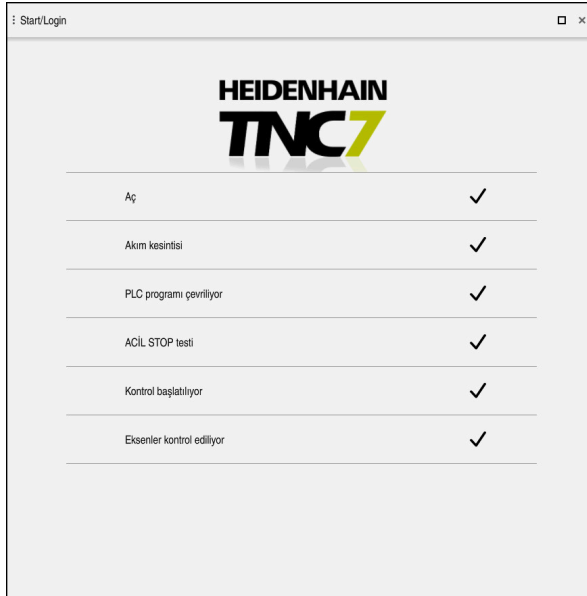 Start/Login
HEIDENHAIN
TNC7
Aç
Akım kesintisi
PLC programı çevriliyor
ACİL STOP testi
Kontrol başlatılıyor
Eksenler kontrol ediliyor